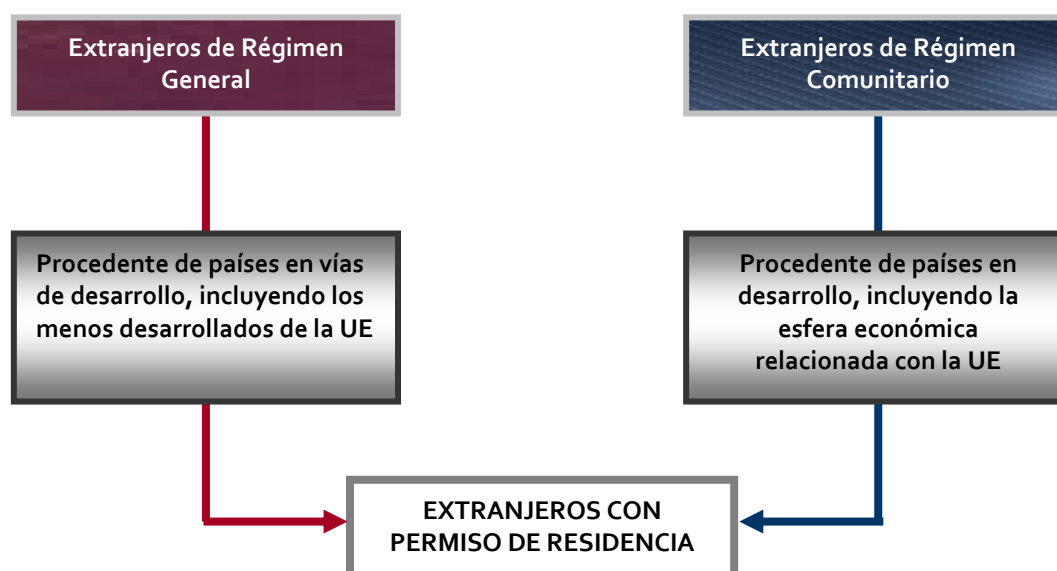 Extranjeros de Régimen
General
Extranjeros de Régimen
Comunitario
Procedente de países en vías
de desarrollo, incluyendo los
menos desarrollados de la UE
Procedente de países en
desarrollo, incluyendo la
esfera económica
relacionada con la UE
EXTRANJEROS CON
PERMISO DE RESIDENCIA